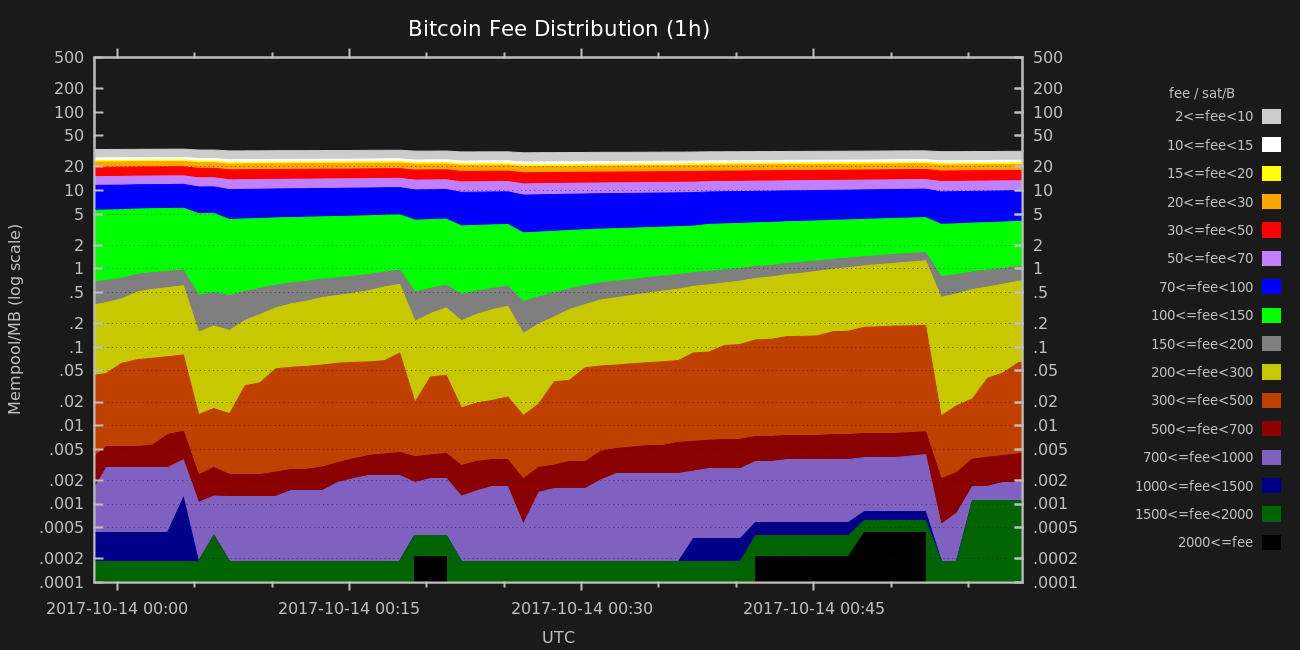 Bitcoin Fee Distribution (1h)
500
200
100
50
20
10
5
2
1
.5
.2
.1
.05
.02
.01
.005
.002
.001
.0005
.0002
.0001
Mempool/MB (log scale)
500
200
100
50
20
10
5
2
1
.5
.2
.1
.05
.02
.01
.005
.002
.001
.0005
.0002
.0001
2017-10-14 00:00 2017-10-14 00:15 2017-10-14 00:30 2017-10-14 00:45
UTC
fee / sat/B
2<=fee<10
10<=fee<15
15<=fee<20
20<=fee<30
30<=fee<50
50<=fee<70
70<=fee<100
100<=fee<150
150<=fee<200
200<=fee<300
300<=fee<500
500<=fee<700
700<=fee<1000
1000<=fee<1500
1500<=fee<2000
2000<=fee